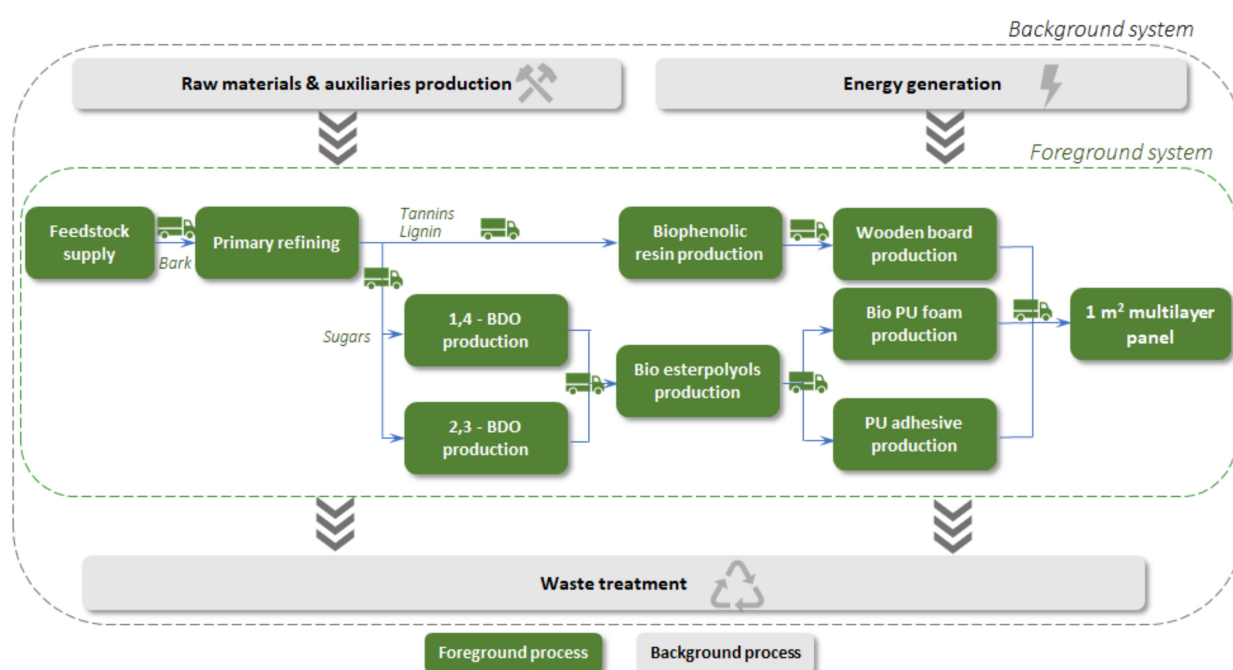 Background system
Raw materials & auxiliaries production
Energy generation
Foreground system
Feedstock
supply
Bark
Primary refining
Tannins
Lignin
Sugars
Biophenolic
resin production
Wooden board
production
1,4 - BDO
production
2,3 - BDO
production
Bio esterpolyols
production
Bio PU foam
production
PU adhesive
production
1 m² multilayer
panel
Waste treatment
Foreground process
Background process